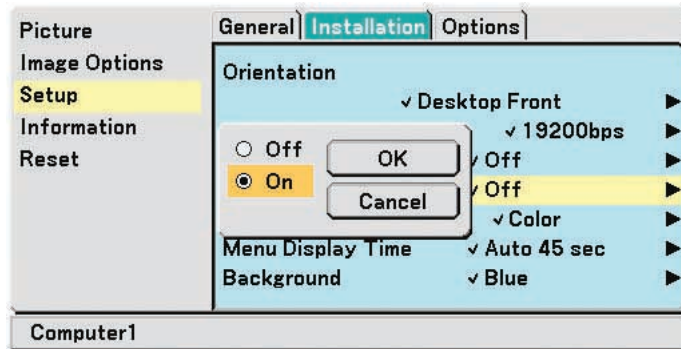 Picture
Image Options
Setup
Information
Reset
General Installation Options
Orientation
✓ Desktop Front
✓ 19200bps
✓ Off
✓ Off
✓ Color
Menu Display Time ✓ Auto 45 sec
Background ✓ Blue
Off
On
OK
Cancel
Computer1